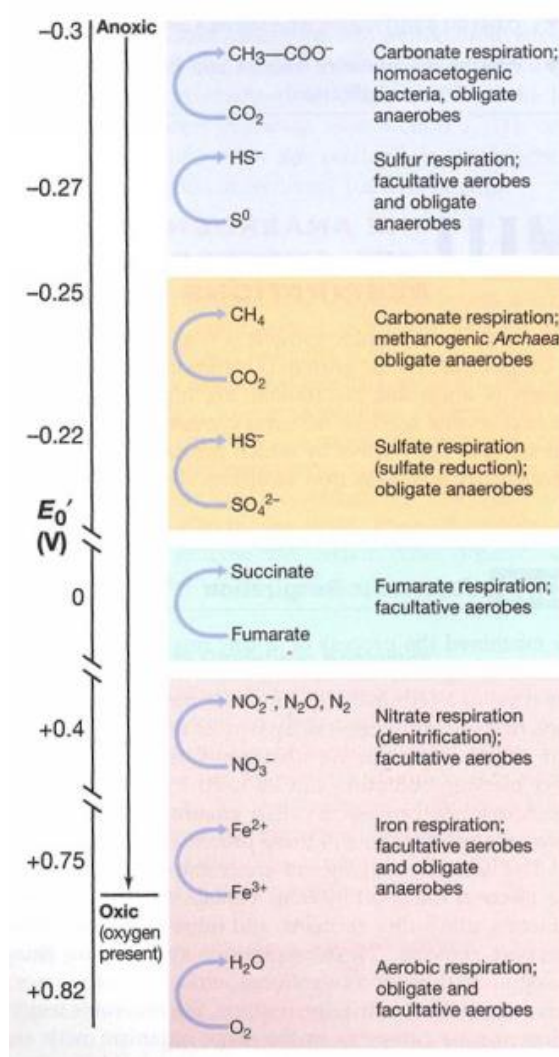 −0.3
Anoxic
CH₃—COO⁻
CO₂
Carbonate respiration;
homoacetogenic
bacteria, obligate
anaerobes
−0.27
HS⁻
S⁰
Sulfur respiration;
facultative aerobes
and obligate
anaerobes
−0.25
CH₄
CO₂
Carbonate respiration;
methanogenic Archaea
obligate anaerobes
−0.22
HS⁻
SO₄²⁻
Sulfate respiration
(sulfate reduction);
obligate anaerobes
E₀′
(V)
0
Succinate
Fumarate
Fumarate respiration;
facultative aerobes
+0.4
NO₂⁻, N₂O, N₂
NO₃⁻
Nitrate respiration
(denitrification);
facultative aerobes
+0.75
Fe²⁺
Fe³⁺
Iron respiration;
facultative aerobes
and obligate
anaerobes
Oxic
(oxygen
present)
+0.82
H₂O
O₂
Aerobic respiration;
obligate and
facultative aerobes